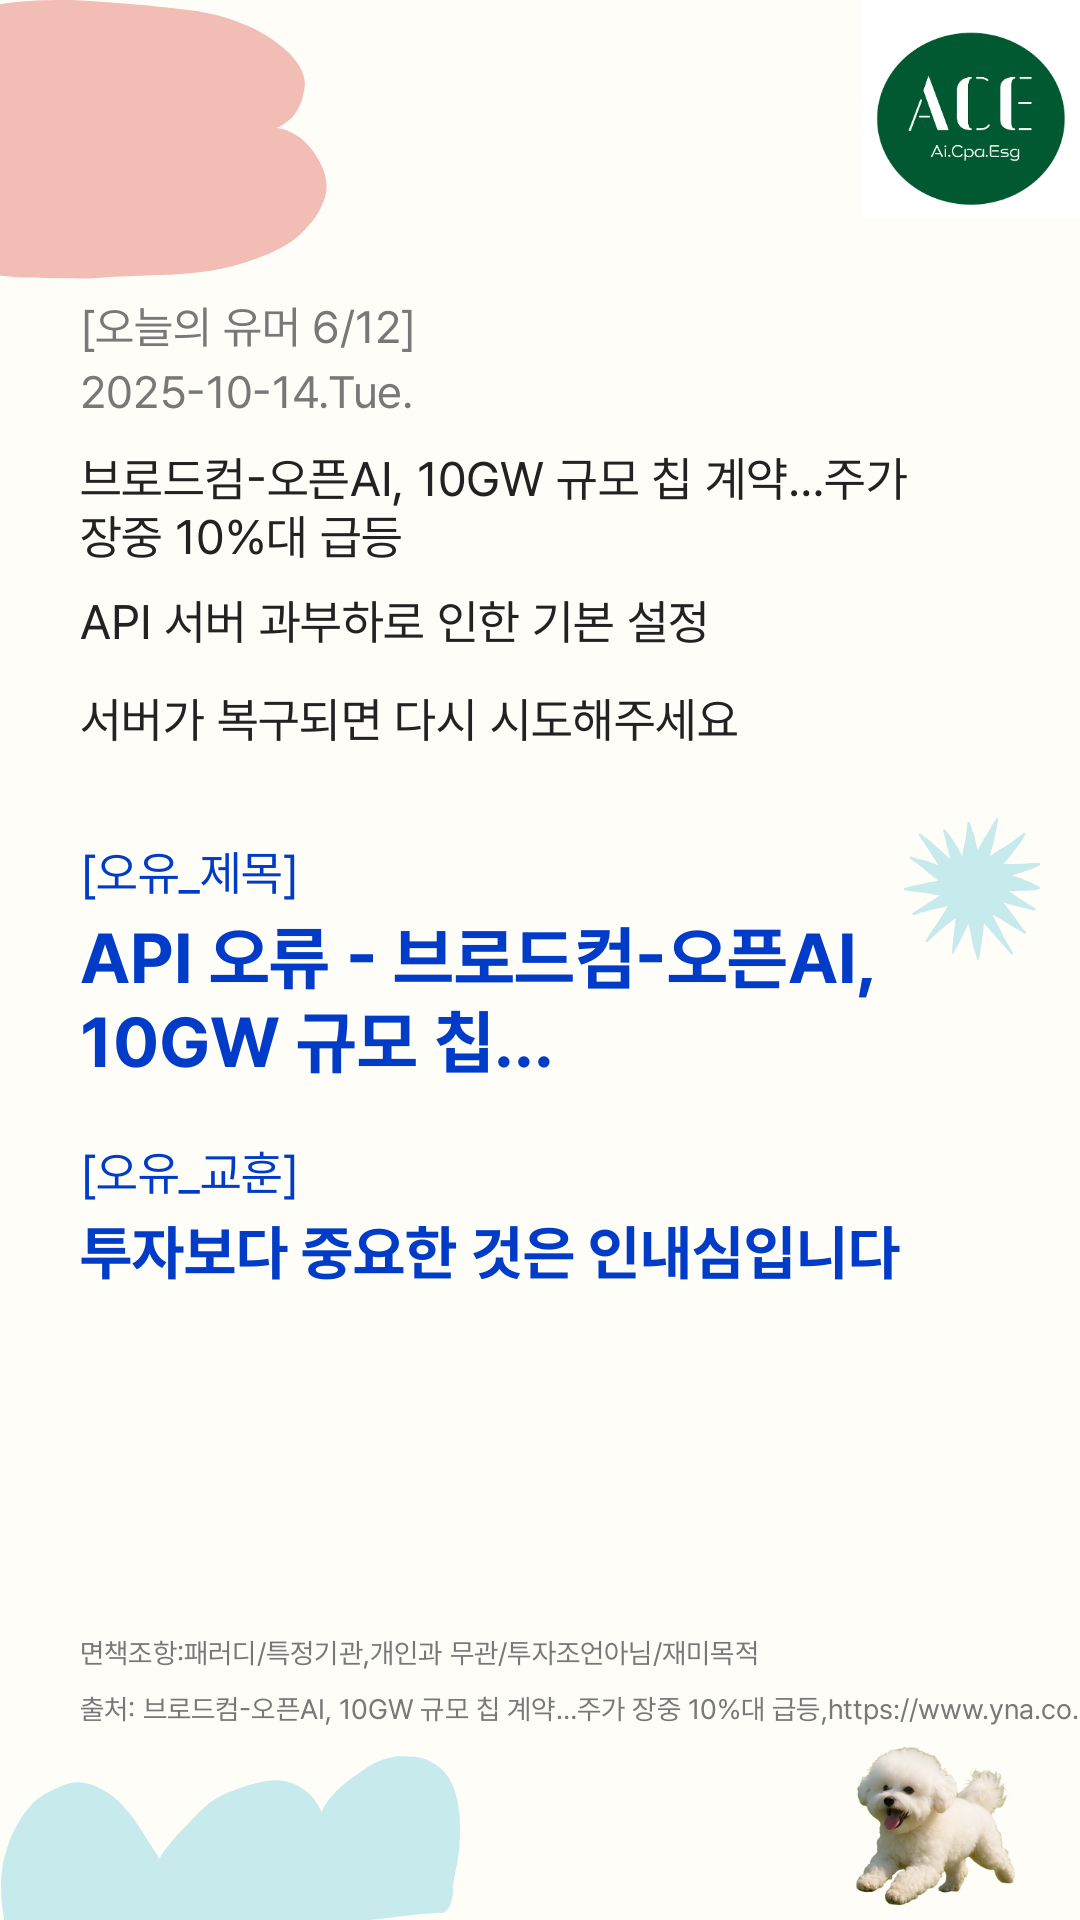 ACE
Ai.Cpa.Esg
[오늘의 유머 6/12]
2025-10-14.Tue.
브로드컴-오픈AI, 10GW 규모 칩 계약...주가
장중 10%대 급등
API 서버 과부하로 인한 기본 설정
서버가 복구되면 다시 시도해주세요
[오유_제목]
API 오류 - 브로드컴-오픈AI,
10GW 규모 칩...
[오유_교훈]
투자보다 중요한 것은 인내심입니다
면책조항:패러디/특정기관,개인과 무관/투자조언아님/재미목적
출처: 브로드컴-오픈AI, 10GW 규모 칩 계약...주가 장중 10%대 급등,https://www.yna.co.